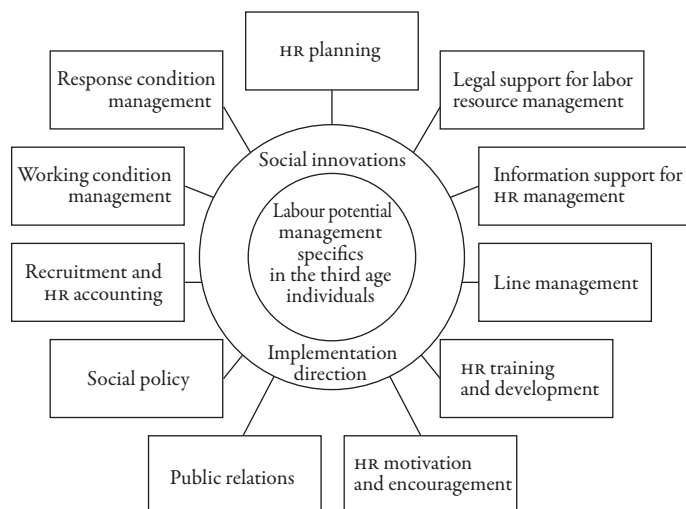 HR planning
Response condition
management
Legal support for labor
resource management
Social innovations
Working condition
management
Information support for
HR management
Labour potential
management
specifics
in the third age
individuals
Recruitment and
HR accounting
Line management
Implementation
direction
Social policy
HR training
and development
Public relations
HR motivation
and encouragement